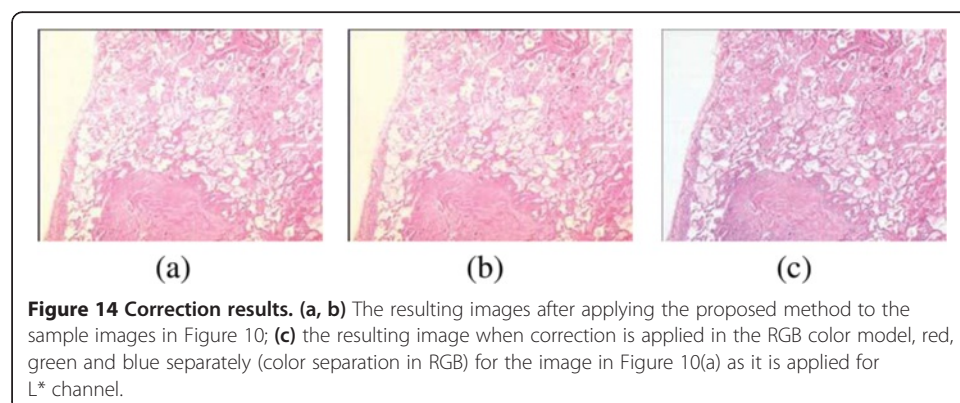 (a) (b) (c)
Figure 14 Correction results. (a, b) The resulting images after applying the proposed method to the
sample images in Figure 10; (c) the resulting image when correction is applied in the RGB color model, red,
green and blue separately (color separation in RGB) for the image in Figure 10(a) as it is applied for
L* channel.